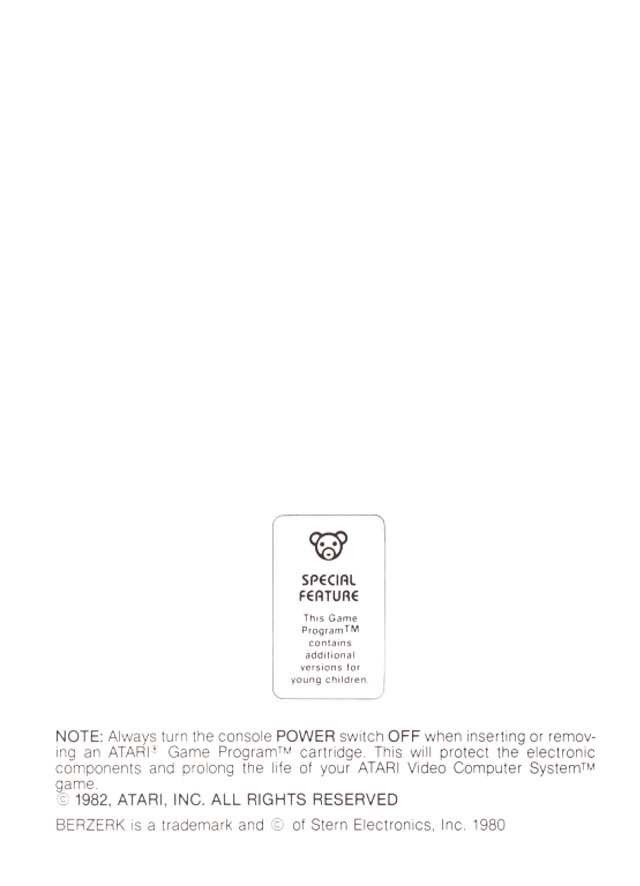 SPECIAL
FEATURE
This Game
Program™
contains
additional
versions for
young children.
NOTE: Always turn the console POWER switch OFF when inserting or remov-
ing an ATARI® Game Program™ cartridge. This will protect the electronic
components and prolong the life of your ATARI Video Computer System™
game.
© 1982, ATARI, INC. ALL RIGHTS RESERVED
BERZERK is a trademark and © of Stern Electronics, Inc. 1980